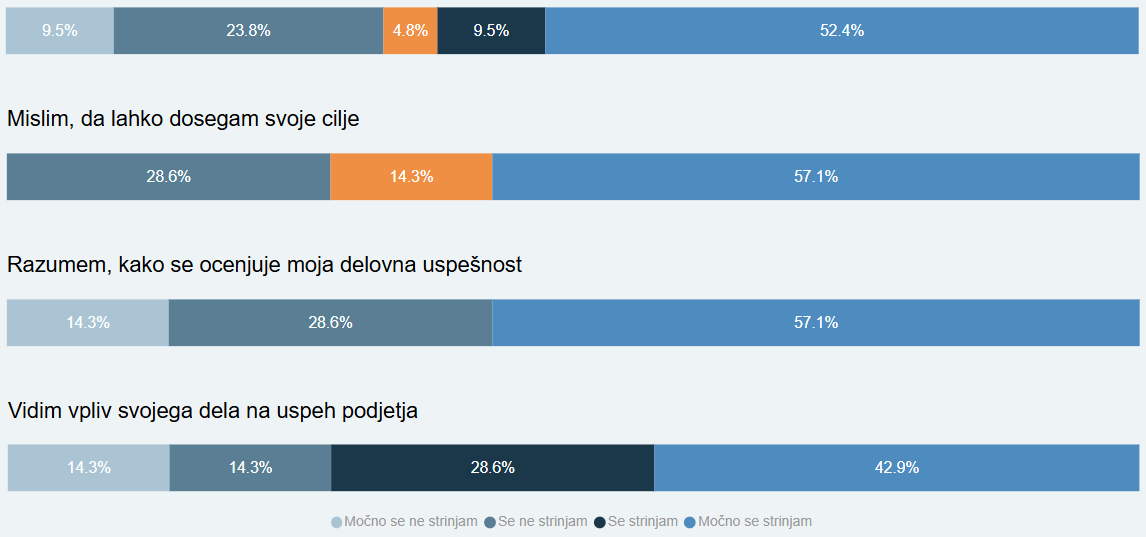 9.5% 23.8% 4.8% 9.5% 52.4%
Mislim, da lahko dosegam svoje cilje
28.6% 14.3% 57.1%
Razumem, kako se ocenjuje moja delovna uspešnost
14.3% 28.6% 57.1%
Vidim vpliv svojega dela na uspeh podjetja
14.3% 14.3% 28.6% 42.9%
Močno se ne strinjam Se ne strinjam Se strinjam Močno se strinjam